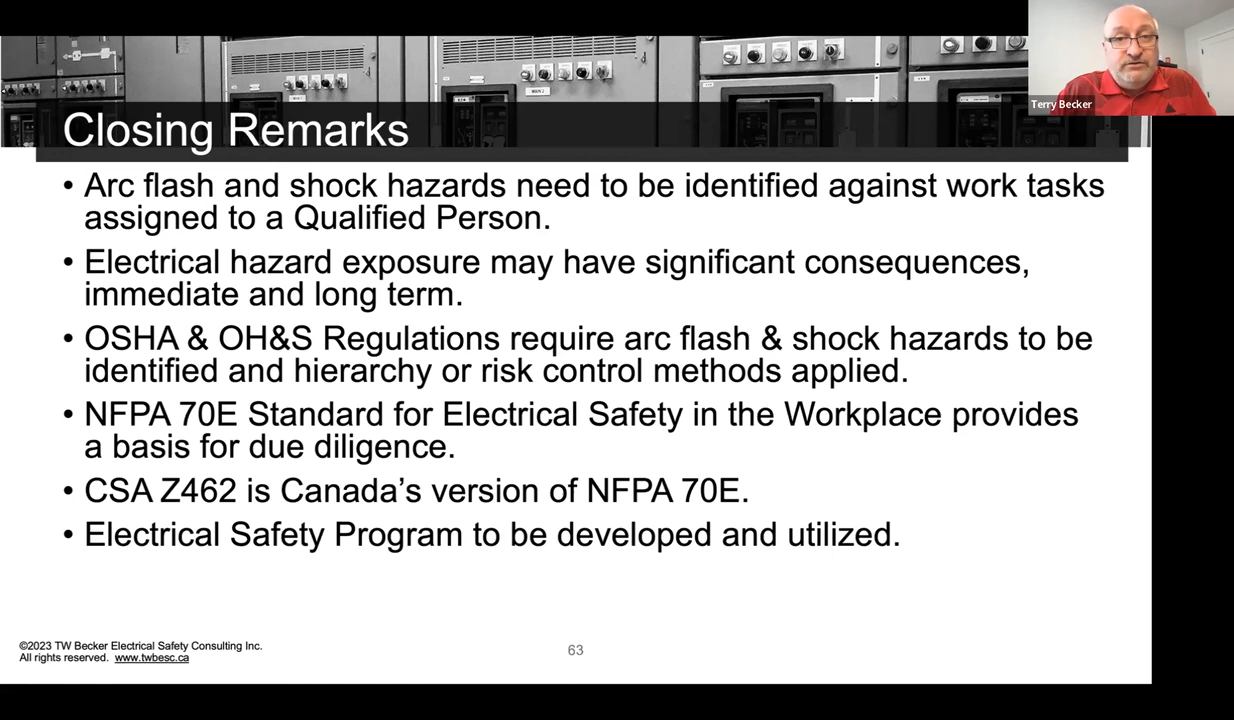 Terry Becker
Closing Remarks
• Arc flash and shock hazards need to be identified against work tasks
assigned to a Qualified Person.
• Electrical hazard exposure may have significant consequences,
immediate and long term.
• OSHA & OH&S Regulations require arc flash & shock hazards to be
identified and hierarchy or risk control methods applied.
• NFPA 70E Standard for Electrical Safety in the Workplace provides
a basis for due diligence.
• CSA Z462 is Canada’s version of NFPA 70E.
• Electrical Safety Program to be developed and utilized.
©2023 TW Becker Electrical Safety Consulting Inc.
All rights reserved. www.twbesc.ca
63